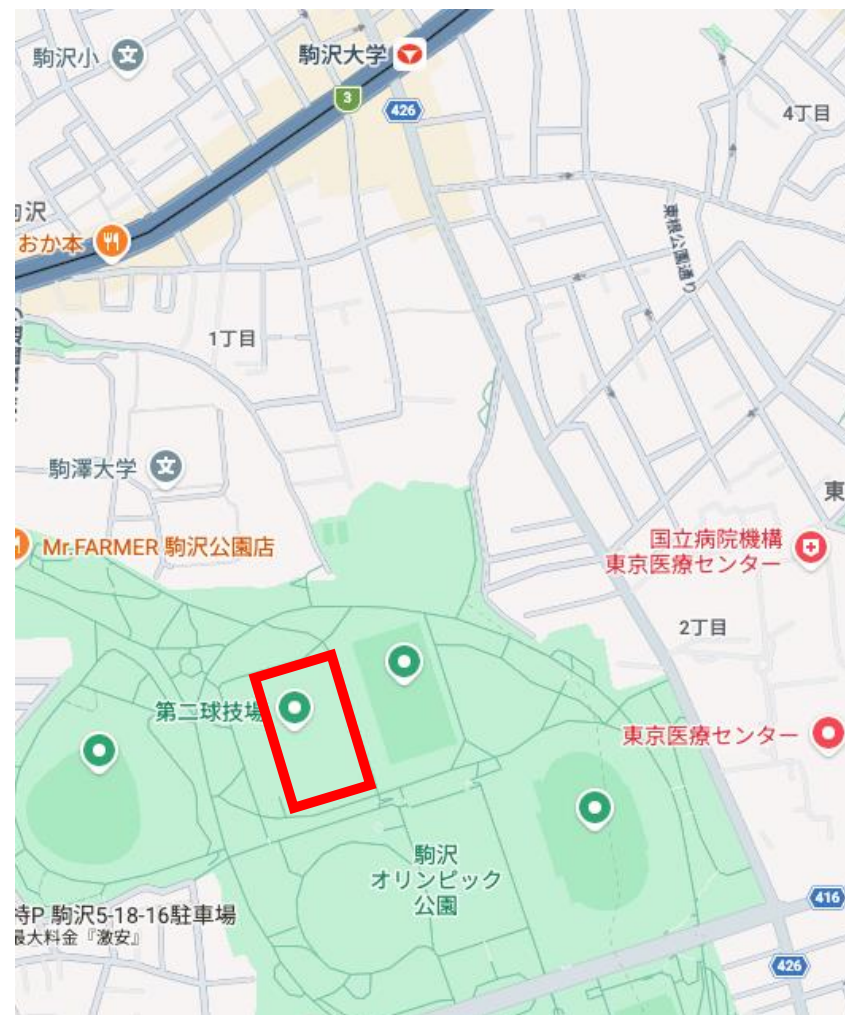 駒沢小
駒沢大学
3
426
4丁目
沢
おか本
東根公園通り
1丁目
駒澤大学
東
Mr.FARMER 駒沢公園店
国立病院機構
東京医療センター
2丁目
第二球技場
東京医療センター
駒沢
オリンピック
公園
416
特P 駒沢5-18-16駐車場
最大料金『激安』
426